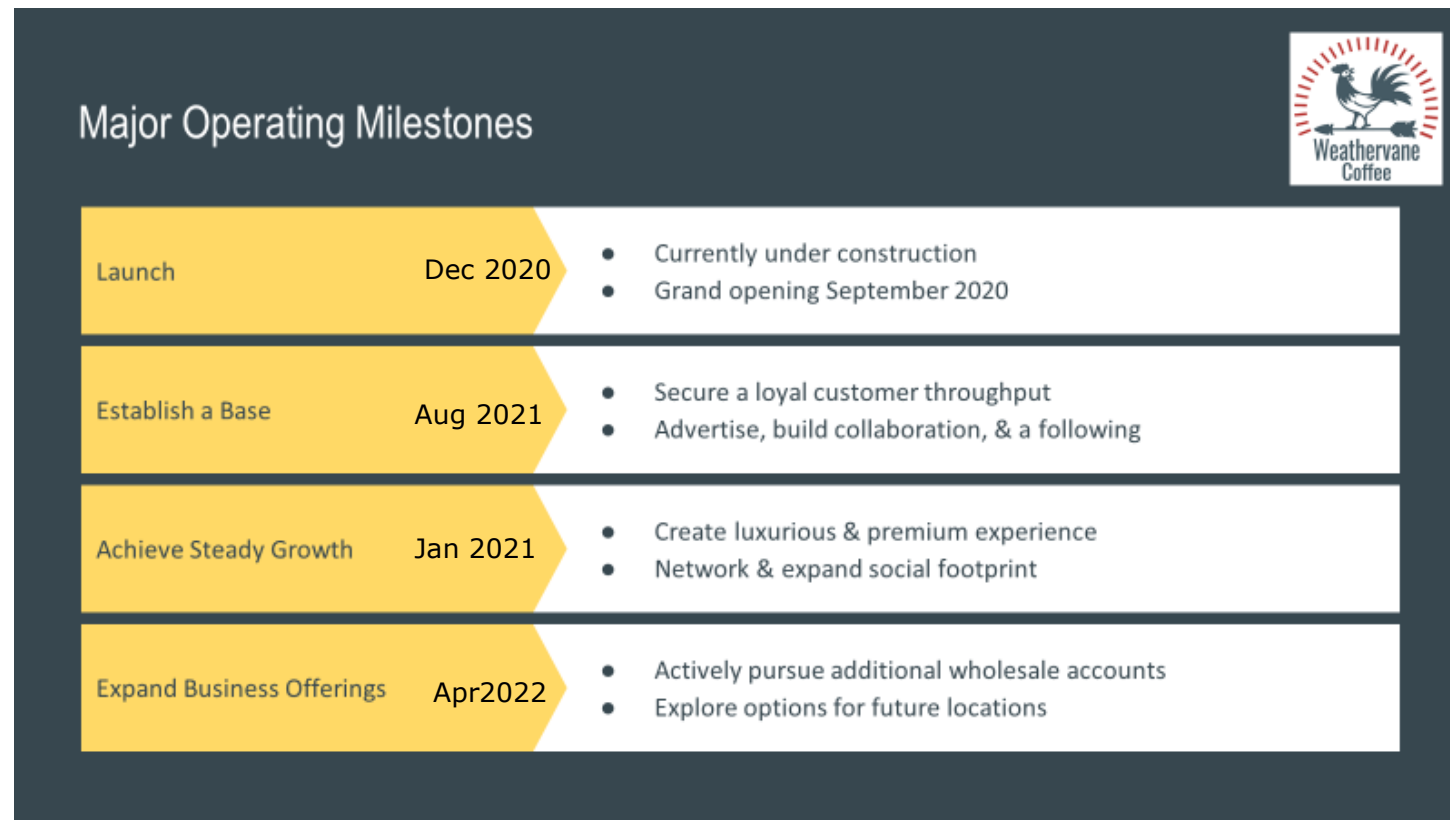 Major Operating Milestones
Weathervane
Coffee
Launch
Dec 2020
● Currently under construction
● Grand opening September 2020
Establish a Base
Aug 2021
● Secure a loyal customer throughput
● Advertise, build collaboration, & a following
Achieve Steady Growth
Jan 2021
● Create luxurious & premium experience
● Network & expand social footprint
Expand Business Offerings
Apr2022
● Actively pursue additional wholesale accounts
● Explore options for future locations